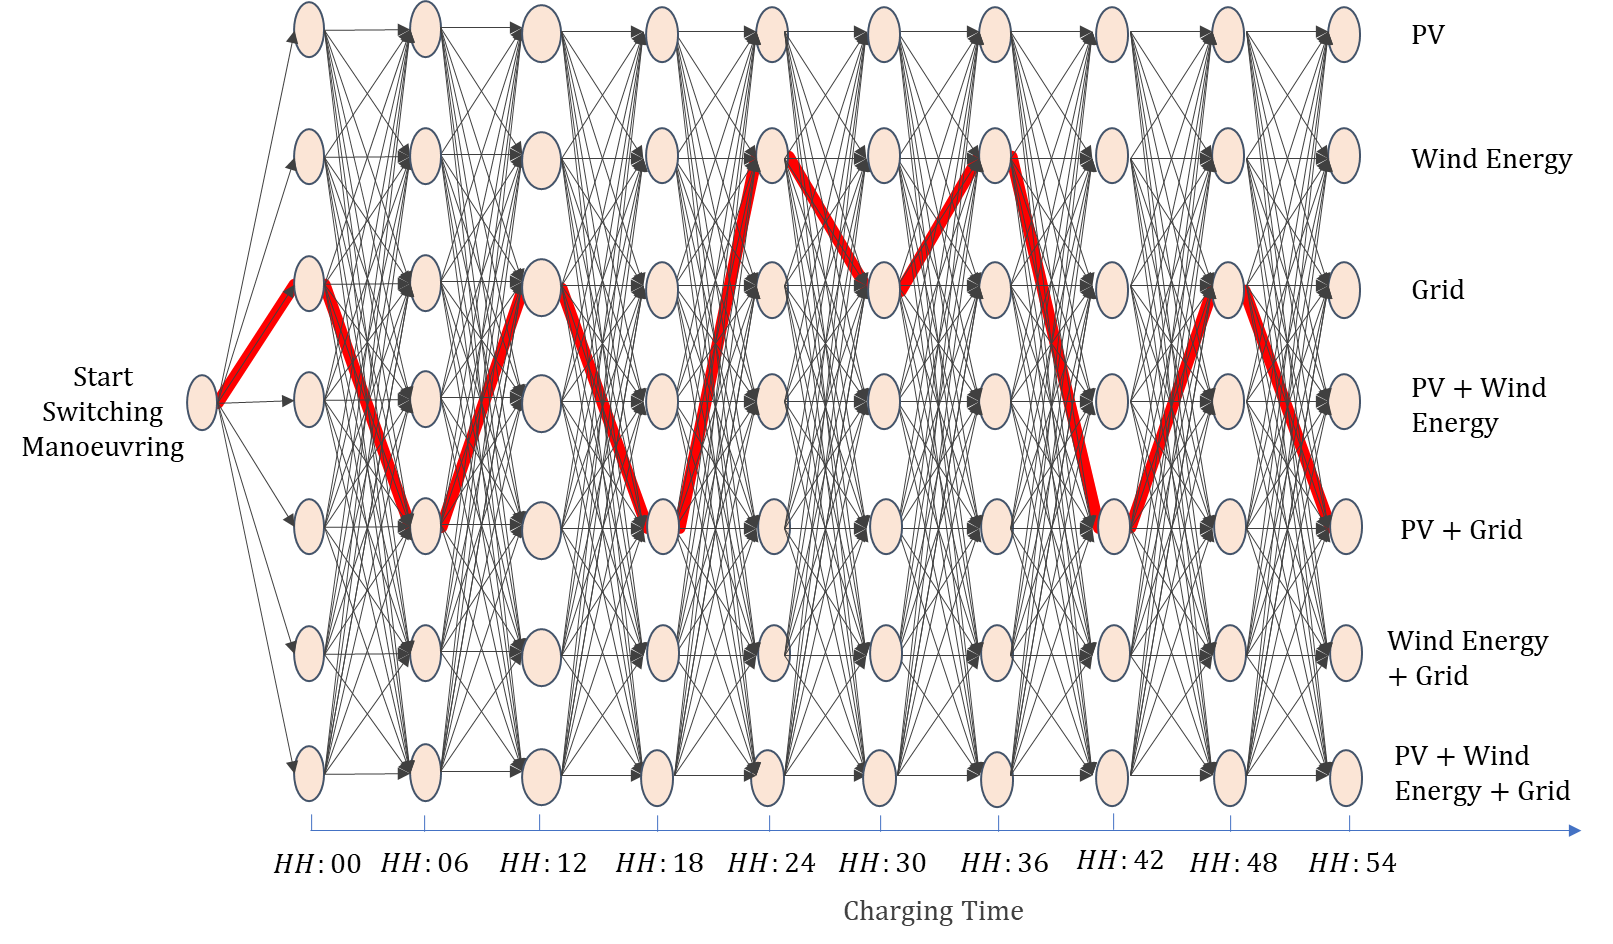 PV
Wind Energy
Grid
Start
Switching
Manoeuvring
PV + Wind
Energy
PV + Grid
Wind Energy
+ Grid
PV + Wind
Energy + Grid
HH: 00 HH: 06 HH: 12 HH: 18 HH: 24 HH: 30 HH: 36 HH: 42 HH: 48 HH: 54
Charging Time